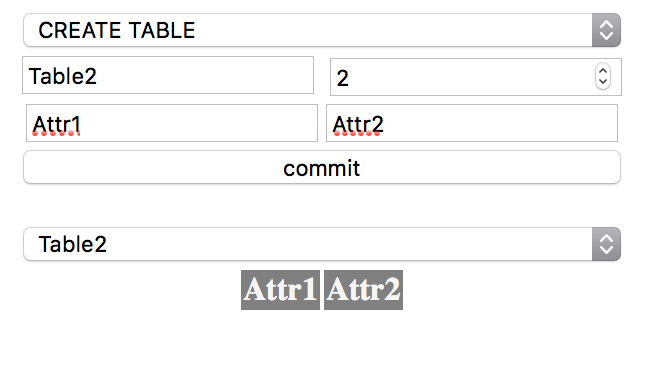 CREATE TABLE
Table2 2
Attr1 Attr2
commit
Table2
Attr1 Attr2